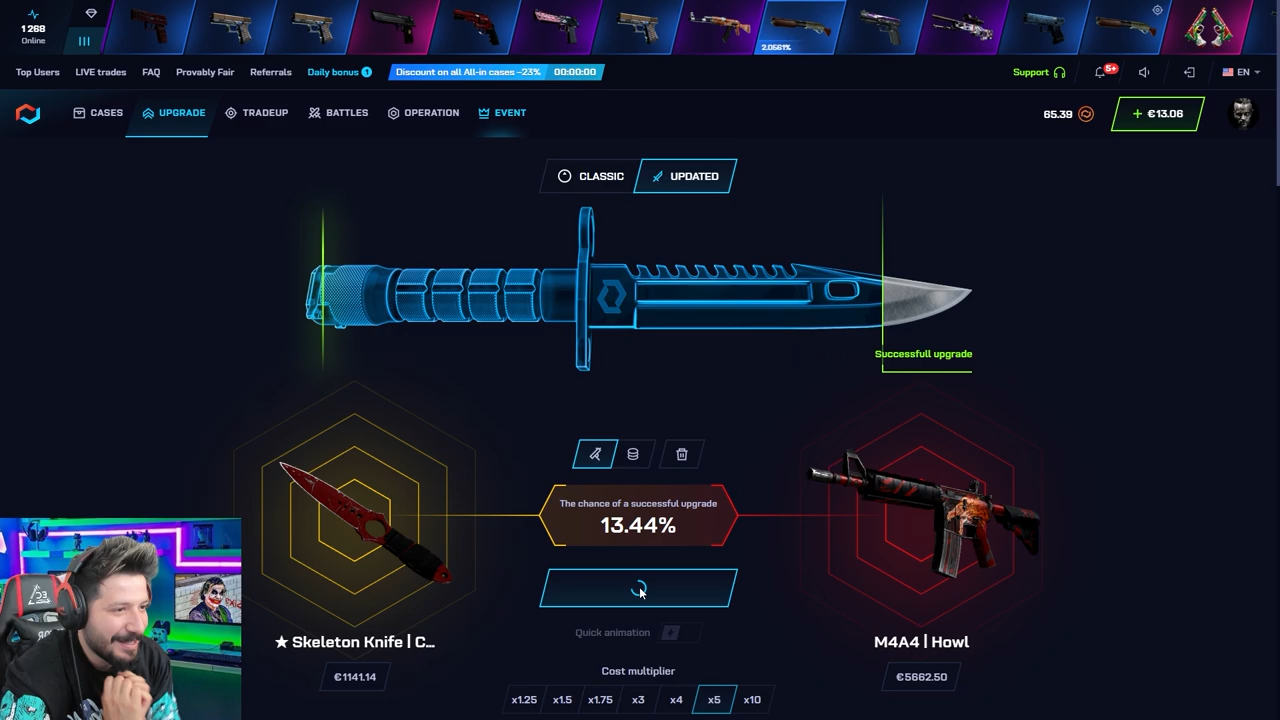 1 268
Online
2.0561%
Top Users LIVE trades FAQ Provably Fair Referrals Daily bonus 1 Discount on all All-in cases –23% 00:00:00 Support 5+ EN
CASES UPGRADE TRADEUP BATTLES OPERATION EVENT 65.39 + €13.06
CLASSIC UPDATED
Successfull upgrade
The chance of a successful upgrade
13.44%
Quick animation
★ Skeleton Knife | C...
M4A4 | Howl
€1141.14
€5662.50
Cost multiplier
x1.25 x1.5 x1.75 x3 x4 x5 x10